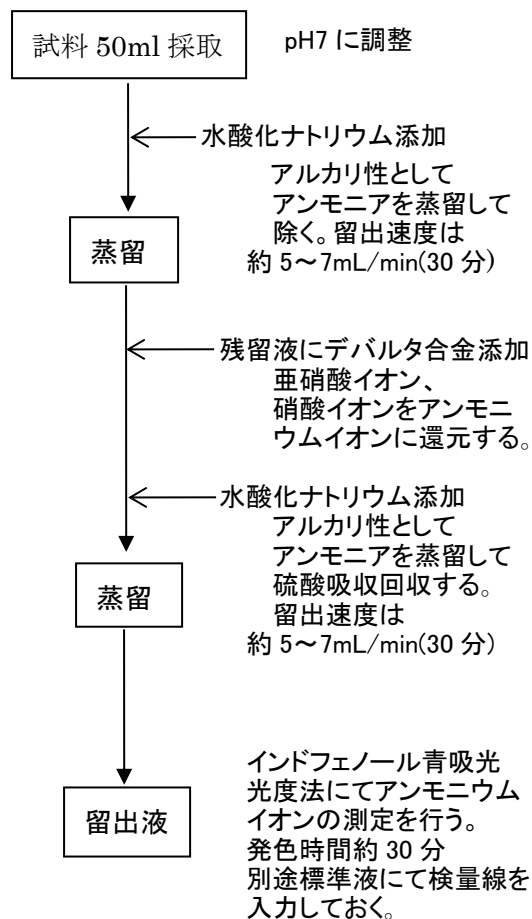 試料 50ml 採取
pH7 に調整
水酸化ナトリウム添加
アルカリ性として
アンモニアを蒸留して
除く。留出速度は
約 5～7mL/min(30 分)
蒸留
残留液にデバルタ合金添加
亜硝酸イオン、
硝酸イオンをアンモニ
ウムイオンに還元する。
水酸化ナトリウム添加
アルカリ性として
アンモニアを蒸留して
硫酸吸収回収する。
留出速度は
約 5～7mL/min(30 分)
蒸留
インドフェノール青吸光
光度法にてアンモニウム
イオンの測定を行う。
発色時間約 30 分
別途標準液にて検量線を
入力しておく。
留出液